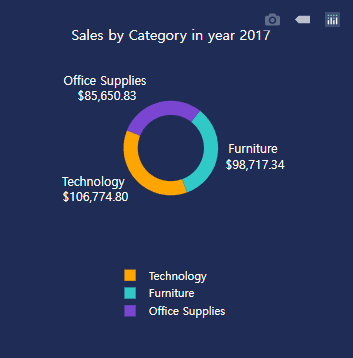 Sales by Category in year 2017
Office Supplies
$85,650.83
Furniture
$98,717.34
Technology
$106,774.80
Technology
Furniture
Office Supplies